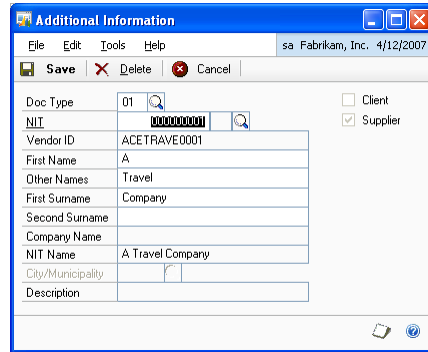 Additional Information
File Edit Tools Help sa Fabrikam, Inc. 4/12/2007
Save Delete Cancel
Doc Type 01 Client
NIT 000000001 Supplier
Vendor ID ACETRAVE0001
First Name A
Other Names Travel
First Surname Company
Second Surname
Company Name
NIT Name A Travel Company
City/Municipality
Description